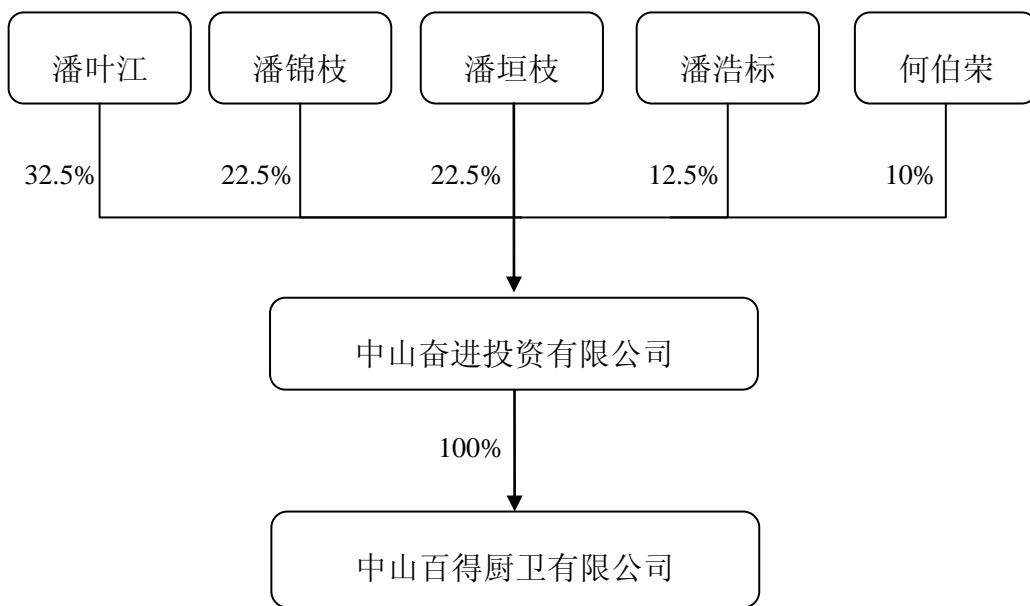 潘叶江 潘锦枝 潘垣枝 潘浩标 何伯荣
32.5% 22.5% 22.5% 12.5% 10%
中山奋进投资有限公司
100%
中山百得厨卫有限公司